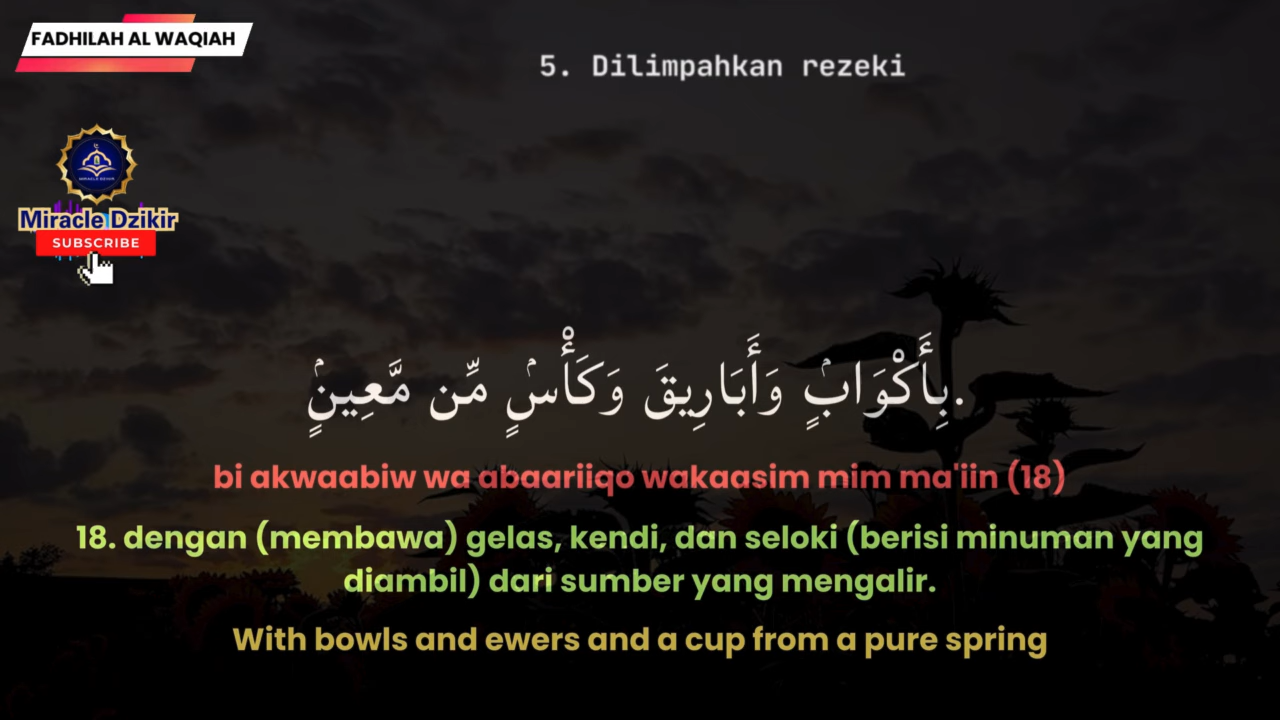 FADHILAH AL WAQIAH
5. Dilimpahkan rezeki
MIRACLE DZIKIR
Miracle Dzikir
SUBSCRIBE
بِأَكْوَابٍۢ وَأَبَارِيقَ وَكَأْسٍۢ مِّن مَّعِينٍۢ.
bi akwaabiw wa abaariiqo wakaasim mim ma'iin (18)
18. dengan (membawa) gelas, kendi, dan seloki (berisi minuman yang
diambil) dari sumber yang mengalir.
With bowls and ewers and a cup from a pure spring